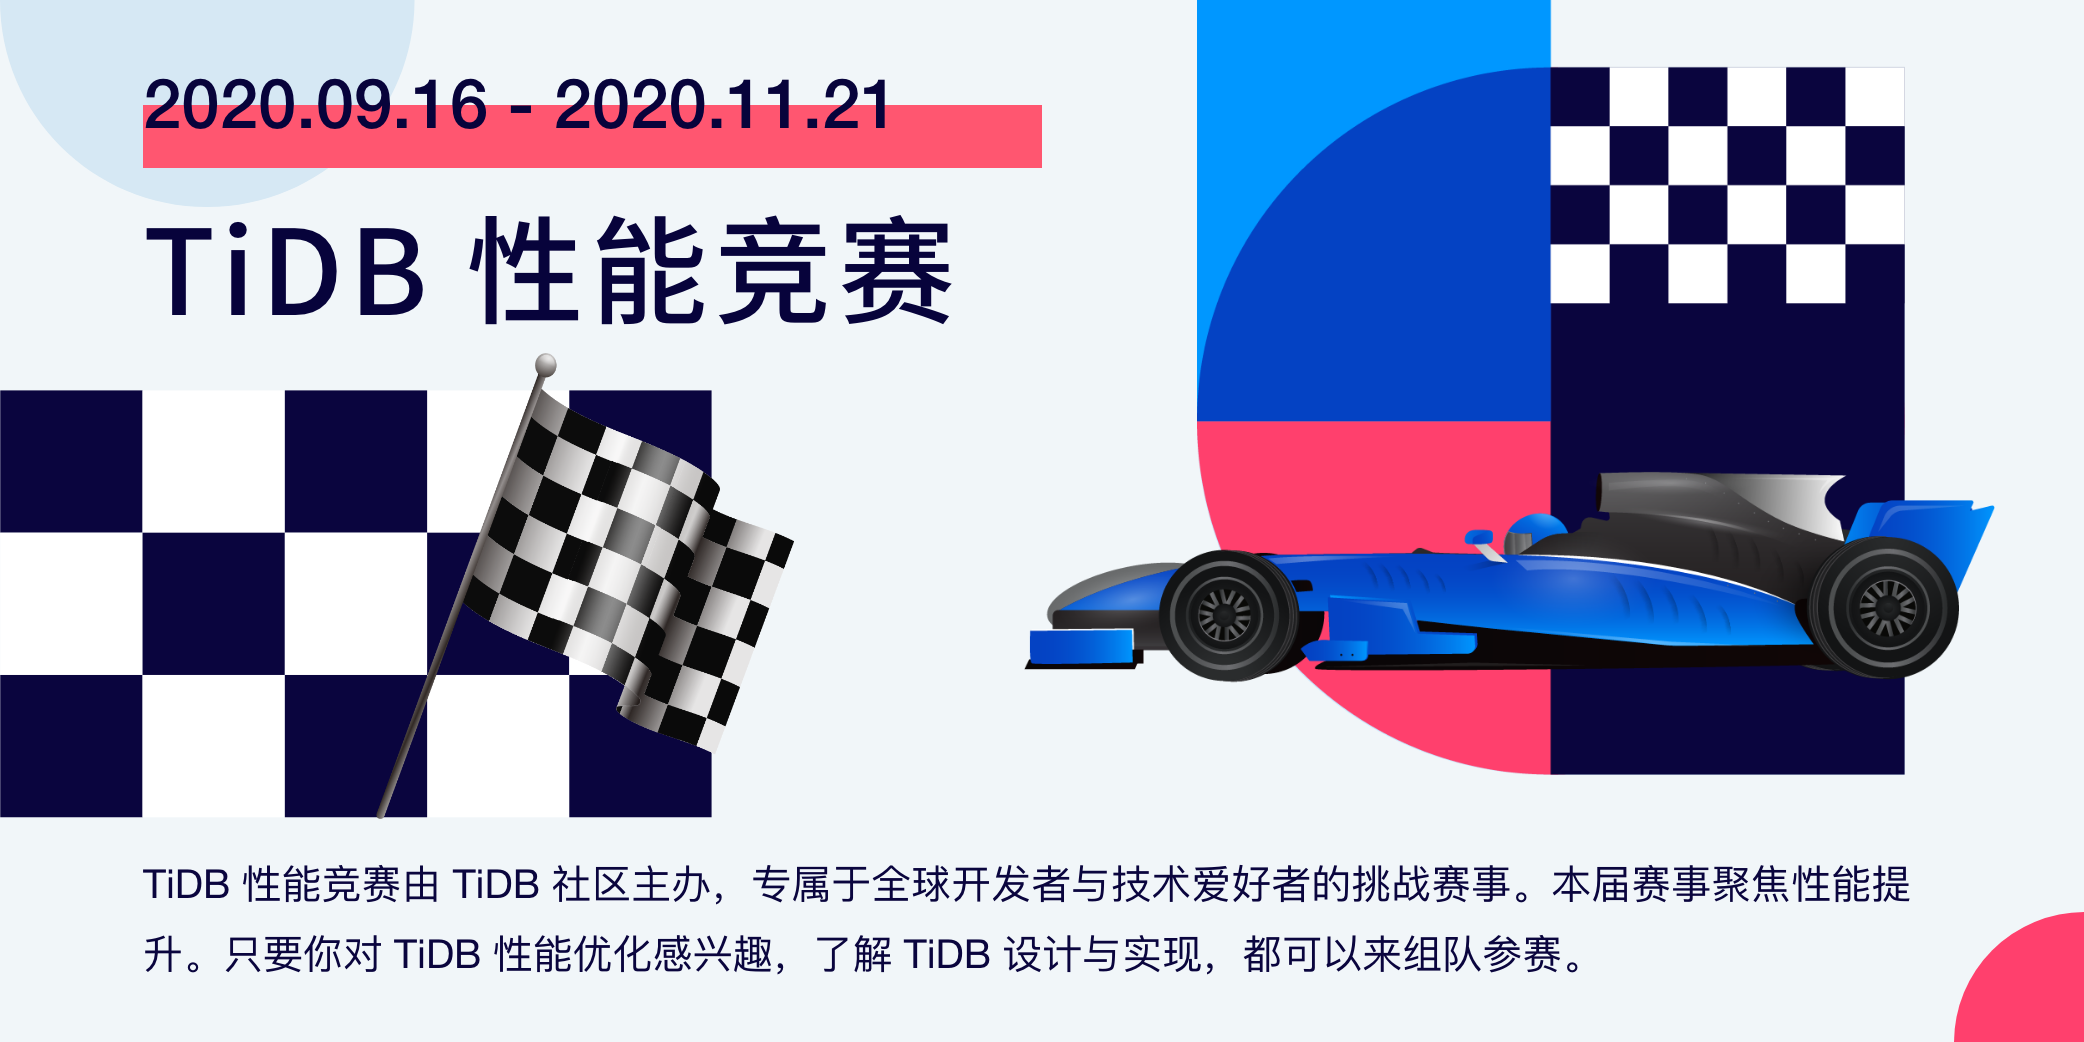 2020.09.16 - 2020.11.21
TiDB 性能竞赛
TiDB 性能竞赛由 TiDB 社区主办，专属于全球开发者与技术爱好者的挑战赛事。本届赛事聚焦性能提
升。只要你对 TiDB 性能优化感兴趣，了解 TiDB 设计与实现，都可以来组队参赛。